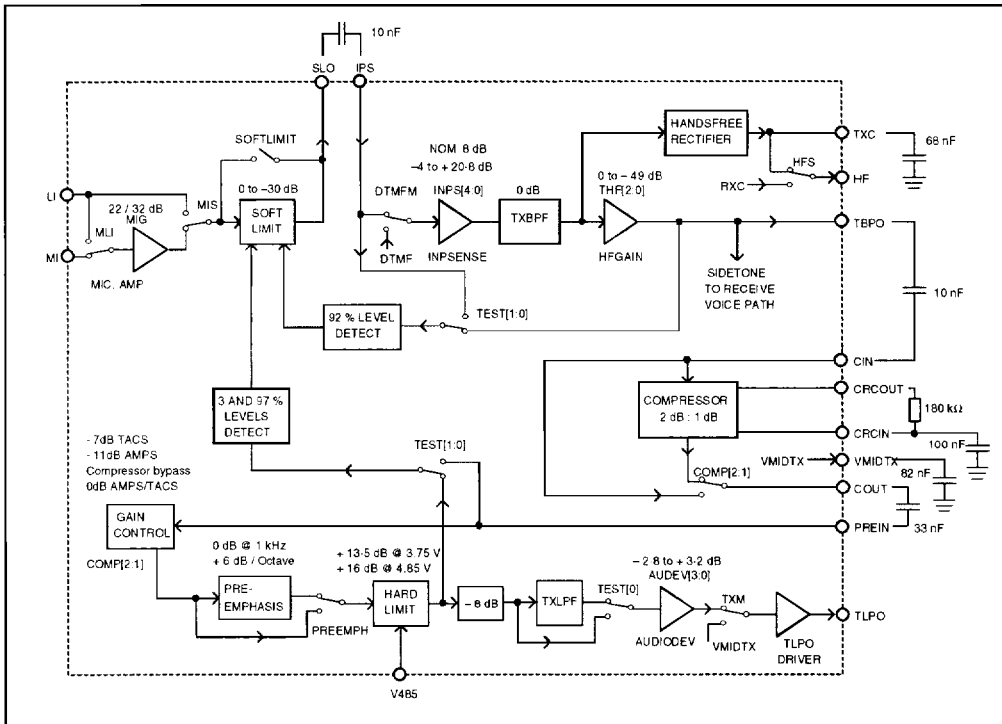 10 nF
SLO
IPS
SOFTLIMIT
HANDSFREE
RECTIFIER
TXC
68 nF
HFS
RXC
HF
LI
22 / 32 dB
MIG
MIS
MLI
MI
MIC. AMP
0 to -30 dB
SOFT
LIMIT
DTMFM
DTMF
NOM 8 dB
-4 to + 20·8 dB
INPS[4:0]
INPSENSE
0 dB
TXBPF
0 to - 49 dB
THF[2:0]
HFGAIN
TBPO
SIDETONE
TO RECEIVE
VOICE PATH
10 nF
92 % LEVEL
DETECT
TEST[1:0]
CIN
3 AND 97 %
LEVELS
DETECT
COMPRESSOR
2 dB : 1 dB
CRCOUT
180 kΩ
CRCIN
100 nF
VMIDTX
VMIDTX
82 nF
COMP[2:1]
COUT
33 nF
PREIN
- 7dB TACS
- 11dB AMPS
Compressor bypass
0dB AMPS/TACS
TEST[1:0]
GAIN
CONTROL
COMP[2:1]
0 dB @ 1 kHz
+ 6 dB / Octave
PRE-
EMPHASIS
PREEMPH
+ 13·5 dB @ 3.75 V
+ 16 dB @ 4.85 V
HARD
LIMIT
V485
- 8 dB
TXLPF
TEST[0]
- 2·8 to + 3·2 dB
AUDEV[3:0]
AUDIODEV
TXM
VMIDTX
TLPO
DRIVER
TLPO